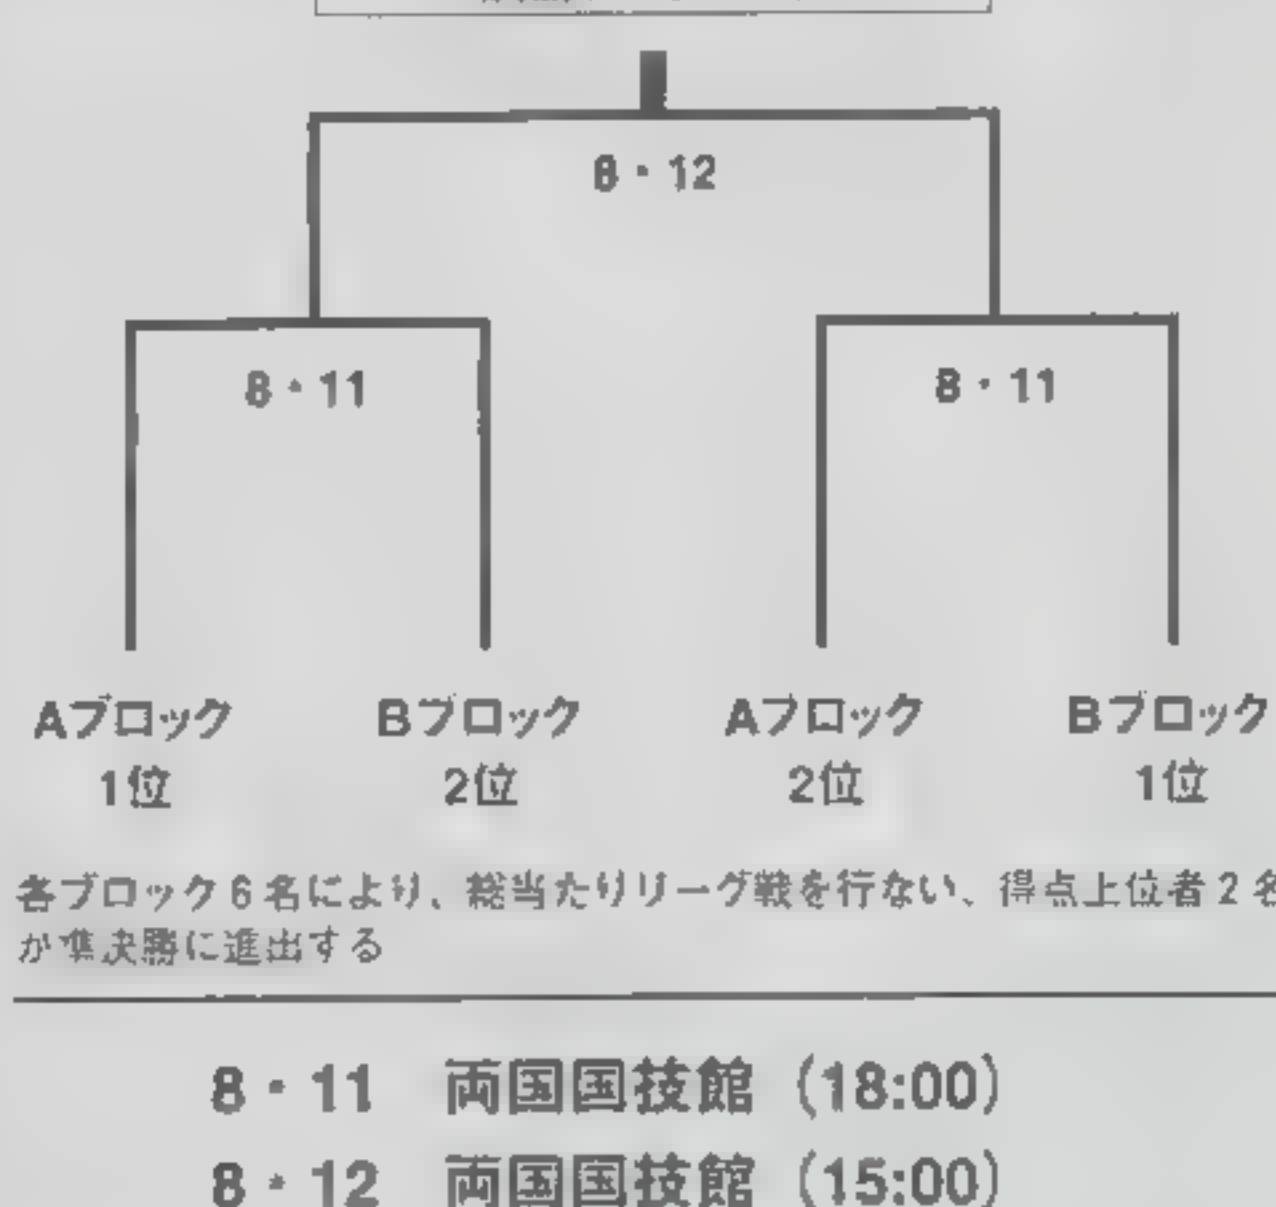 8・12
8・11 8・11
Aブロック Bブロック Aブロック Bブロック
1位 2位 2位 1位
各ブロック6名により、総当たりリーグ戦を行ない、得点上位者2名
が準決勝に進出する
8・11 両国国技館 (18:00)
8・12 両国国技館 (15:00)